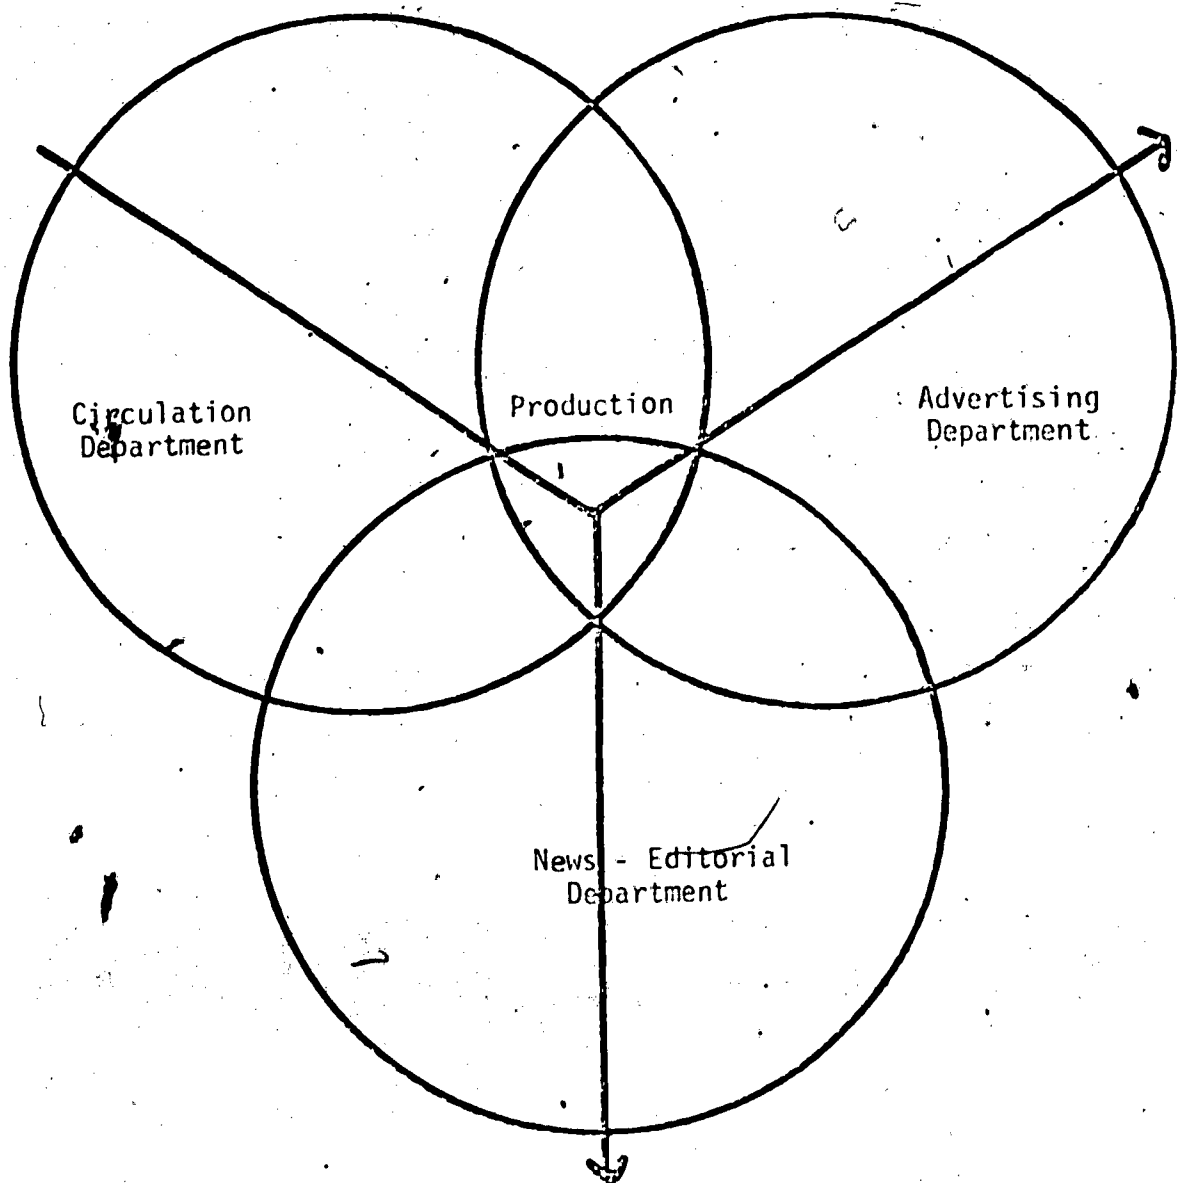 Circulation
Department
Production
Advertising
Department
News - Editorial
Department